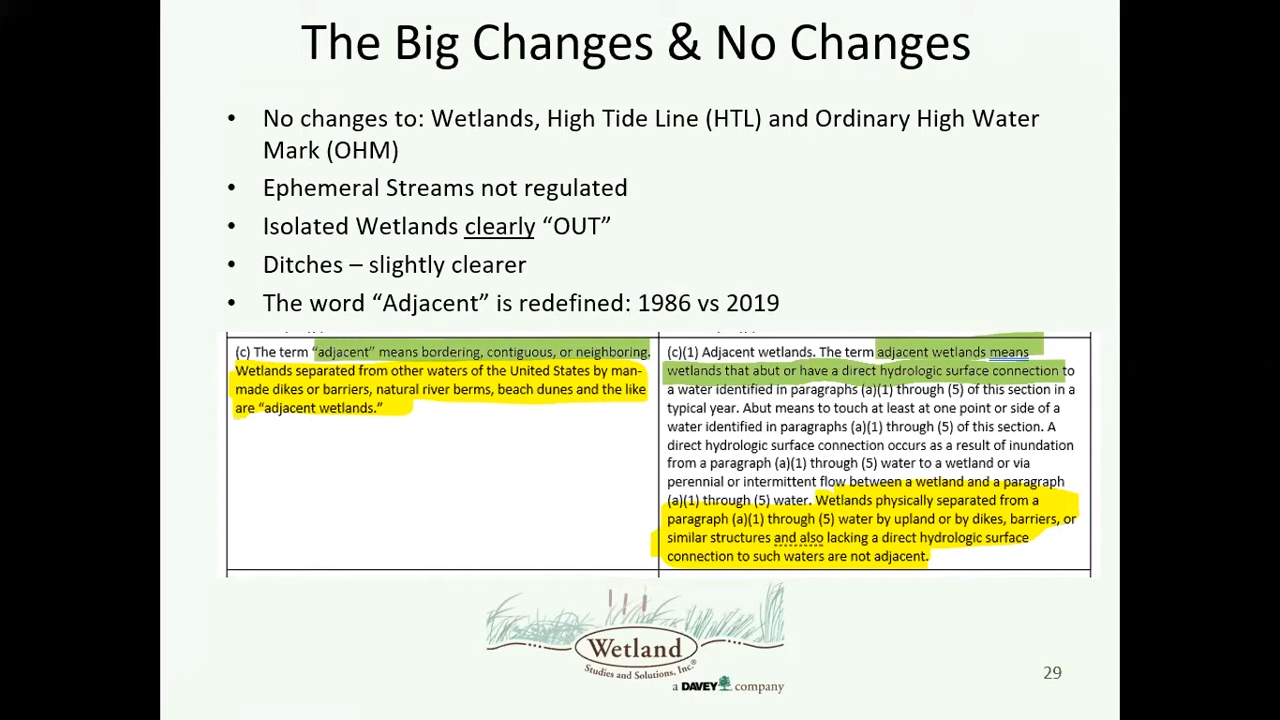 The Big Changes & No Changes
• No changes to: Wetlands, High Tide Line (HTL) and Ordinary High Water
Mark (OHM)
• Ephemeral Streams not regulated
• Isolated Wetlands clearly “OUT”
• Ditches – slightly clearer
• The word “Adjacent” is redefined: 1986 vs 2019
(c) The term “adjacent” means bordering, contiguous, or neighboring.
Wetlands separated from other waters of the United States by man-
made dikes or barriers, natural river berms, beach dunes and the like
are “adjacent wetlands.”
(c)(1) Adjacent wetlands. The term adjacent wetlands means
wetlands that abut or have a direct hydrologic surface connection to
a water identified in paragraphs (a)(1) through (5) of this section in a
typical year. Abut means to touch at least at one point or side of a
water identified in paragraphs (a)(1) through (5) of this section. A
direct hydrologic surface connection occurs as a result of inundation
from a paragraph (a)(1) through (5) water to a wetland or via
perennial or intermittent flow between a wetland and a paragraph
(a)(1) through (5) water. Wetlands physically separated from a
paragraph (a)(1) through (5) water by upland or by dikes, barriers, or
similar structures and also lacking a direct hydrologic surface
connection to such waters are not adjacent.
Wetland
Studies and Solutions, Inc.®
a DAVEY company
29